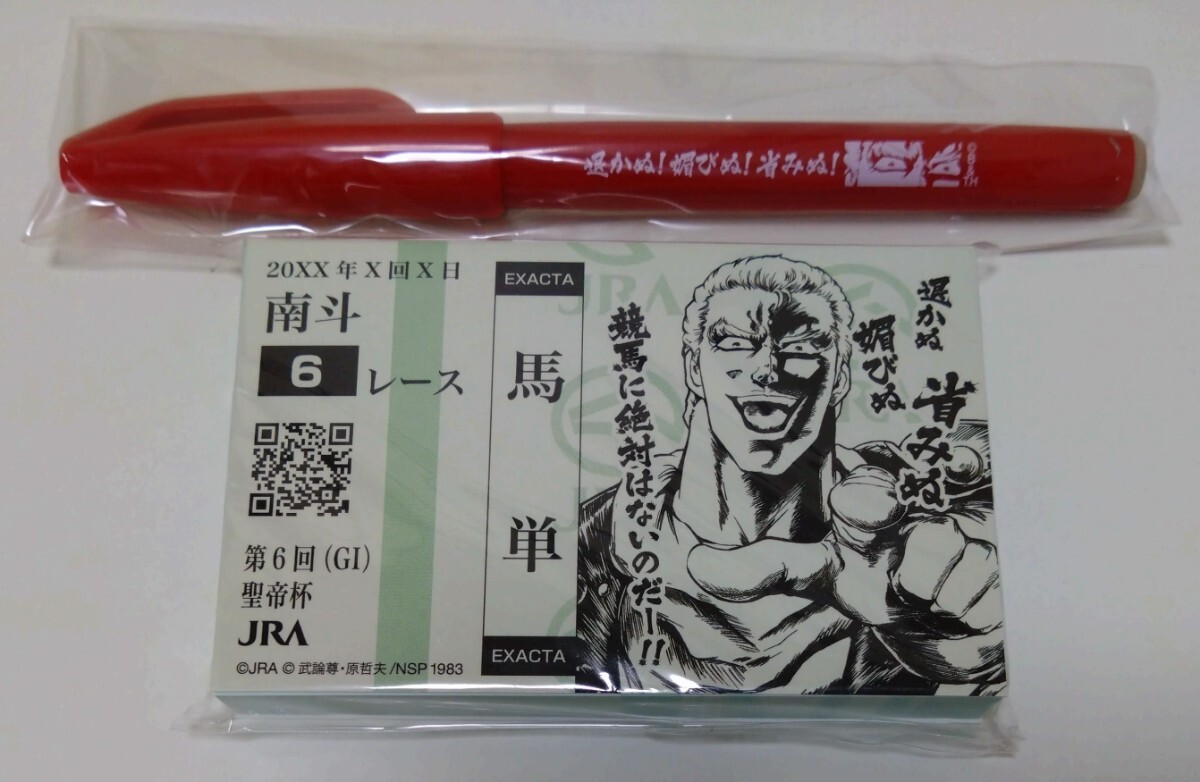 退かぬ!媚びぬ!省みぬ!
20XX年X回X日
南斗
6 レース
第6回(GI)
聖帝杯
JRA
©JRA © 武論尊・原哲夫/NSP 1983
EXACTA
馬単
EXACTA
JRA
退かぬ
媚びぬ
省みぬ
競馬に絶対はないのだー!!